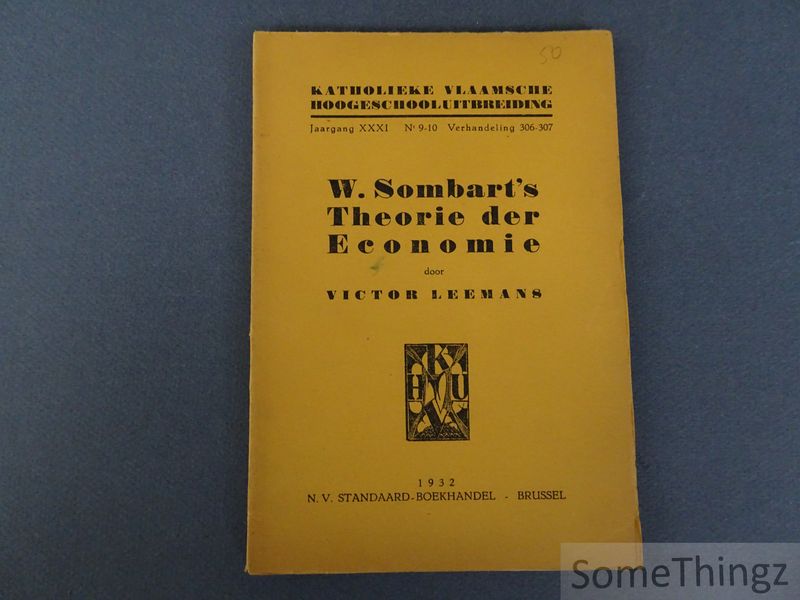 50
KATHOLIEKE VLAAMSCHE
HOOGESCHOOLUITBREIDING
Jaargang XXXI Nr 9-10 Verhandeling 306-307
W. Sombart's
Theorie der
Economie
door
VICTOR LEEMANS
K
H U
V
1932
N. V. STANDAARD-BOEKHANDEL - BRUSSEL
SomeThingz